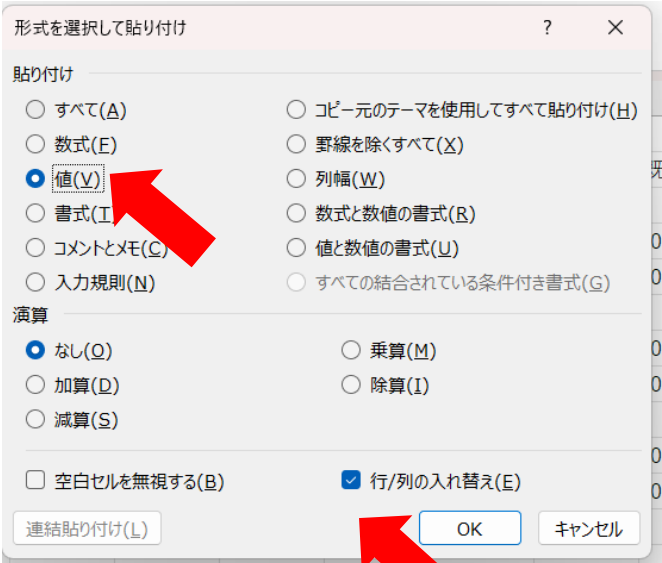 形式を選択して貼り付け ? ×
貼り付け
すべて(A) コピー元のテーマを使用してすべて貼り付け(H)
数式(F) 罫線を除くすべて(X)
値(V) 列幅(W)
書式(T 数式と数値の書式(R)
コメントとメモ(C) 値と数値の書式(U)
入力規則(N) すべての結合されている条件付き書式(G)
演算
なし(O) 乗算(M)
加算(D) 除算(I)
減算(S)
空白セルを無視する(B) 行/列の入れ替え(E)
連結貼り付け(L) OK キャンセル